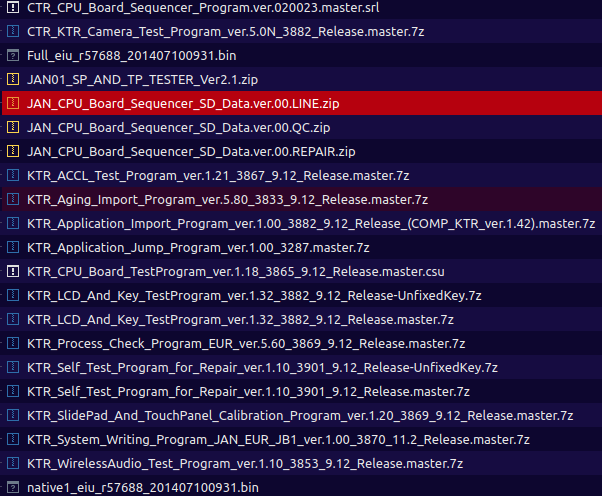 CTR_CPU_Board_Sequencer_Program.ver.020023.master.srl
CTR_KTR_Camera_Test_Program_ver.5.0N_3882_Release.master.7z
Full_eiu_r57688_201407100931.bin
JAN01_SP_AND_TP_TESTER_Ver2.1.zip
JAN_CPU_Board_Sequencer_SD_Data.ver.00.LINE.zip
JAN_CPU_Board_Sequencer_SD_Data.ver.00.QC.zip
JAN_CPU_Board_Sequencer_SD_Data.ver.00.REPAIR.zip
KTR_ACCL_Test_Program_ver.1.21_3867_9.12_Release.master.7z
KTR_Aging_Import_Program_ver.5.80_3833_9.12_Release.master.7z
KTR_Application_Import_Program_ver.1.00_3882_9.12_Release_(COMP_KTR_ver.1.42).master.7z
KTR_Application_Jump_Program_ver.1.00_3287.master.7z
KTR_CPU_Board_TestProgram_ver.1.18_3865_9.12_Release.master.csu
KTR_LCD_And_Key_TestProgram_ver.1.32_3882_9.12_Release-UnfixedKey.7z
KTR_LCD_And_Key_TestProgram_ver.1.32_3882_9.12_Release.master.7z
KTR_Process_Check_Program_EUR_ver.5.60_3869_9.12_Release.master.7z
KTR_Self_Test_Program_for_Repair_ver.1.10_3901_9.12_Release-UnfixedKey.7z
KTR_Self_Test_Program_for_Repair_ver.1.10_3901_9.12_Release.master.7z
KTR_SlidePad_And_TouchPanel_Calibration_Program_ver.1.20_3869_9.12_Release.master.7z
KTR_System_Writing_Program_JAN_EUR_JB1_ver.1.00_3870_11.2_Release.master.7z
KTR_WirelessAudio_Test_Program_ver.1.10_3853_9.12_Release.master.7z
native1_eiu_r57688_201407100931.bin